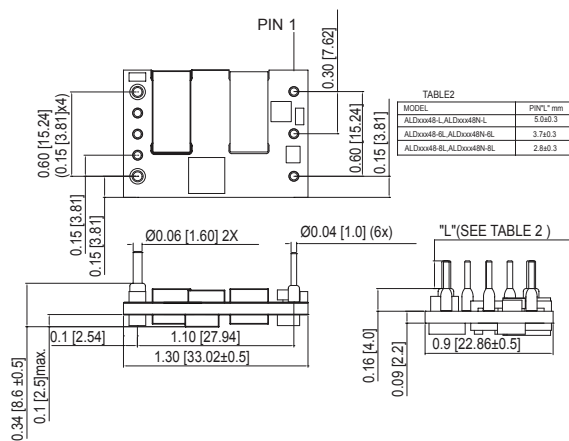 PIN 1
0.30 [7.62]
0.60 [15.24]
(0.15 [3.81]x4)
0.15 [3.81]
0.15 [3.81]
0.60 [15.24]
0.15 [3.81]
TABLE2
MODEL PIN"L" mm
ALDxxx48-L,ALDxxx48N-L 5.0±0.3
ALDxxx48-6L,ALDxxx48N-6L 3.7±0.3
ALDxxx48-8L,ALDxxx48N-8L 2.8±0.3
Ø0.06 [1.60] 2X
Ø0.04 [1.0] (6x)
"L"(SEE TABLE 2 )
0.1 [2.54]
1.10 [27.94]
1.30 [33.02±0.5]
0.34 [8.6 ±0.5]
0.1 [2.5]max.
0.16 [4.0]
0.09 [2.2]
0.9 [22.86±0.5]